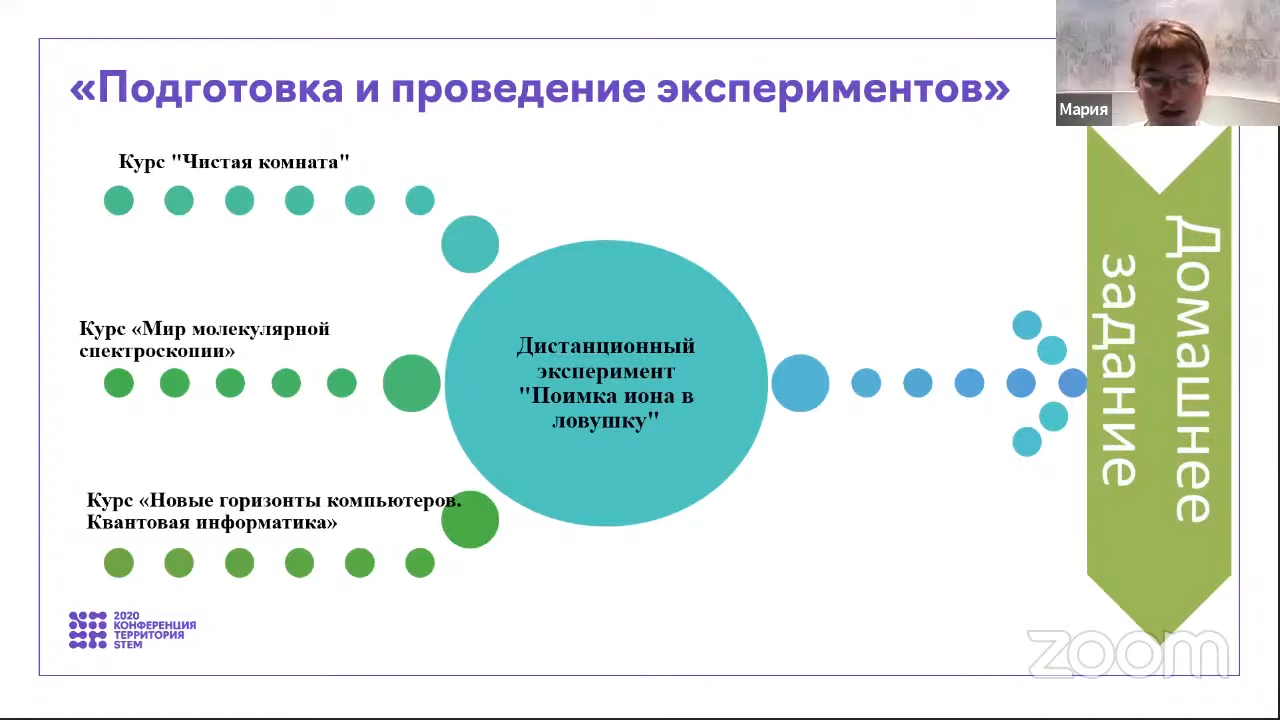 «Подготовка и проведение экспериментов»
Мария
Курс "Чистая комната"
Курс «Мир молекулярной
спектроскопии»
Дистанционный
эксперимент
"Поимка иона в
ловушку"
Курс «Новые горизонты компьютеров.
Квантовая информатика»
Домашнее
задание
2020
КОНФЕРЕНЦИЯ
ТЕРРИТОРИЯ
STEM
zoom